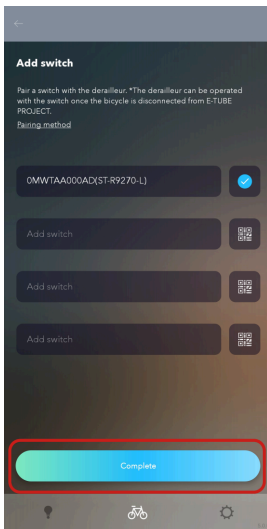 Add switch
Pair a switch with the derailleur. *The derailleur can be operated
with the switch once the bicycle is disconnected from E-TUBE
PROJECT.
Pairing method
0MWTAA000AD(ST-R9270-L)
Add switch
Add switch
Add switch
Complete